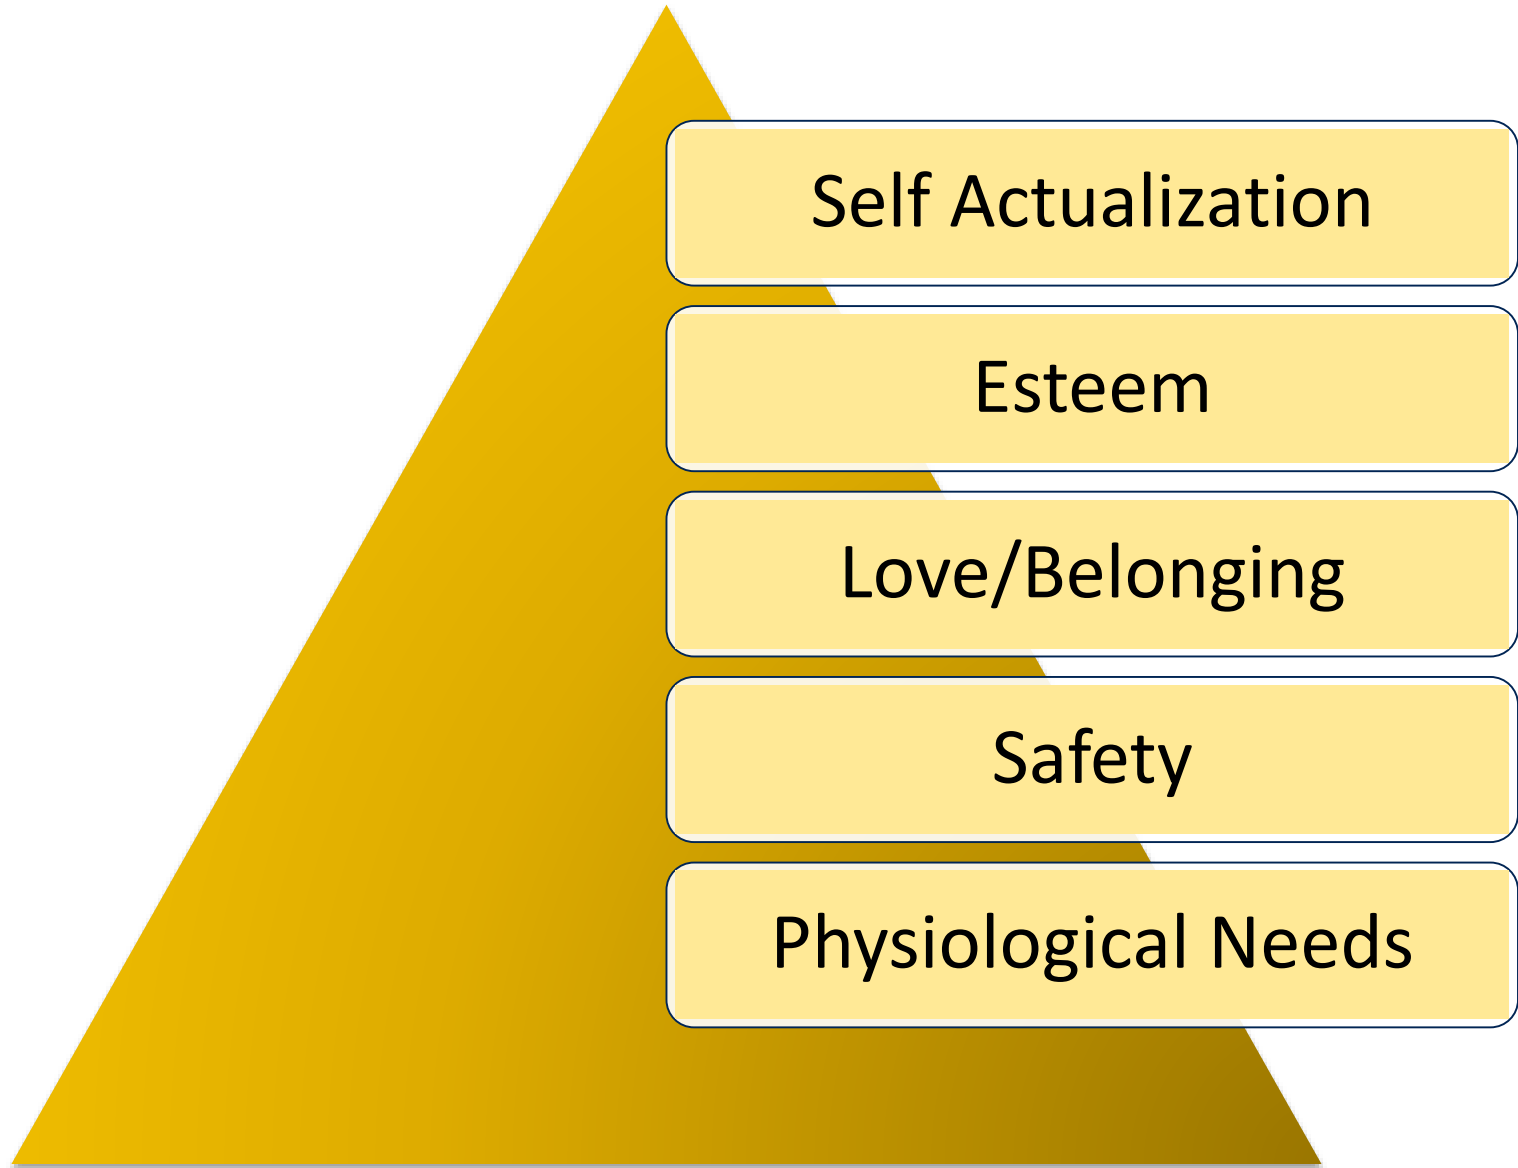 Self Actualization
Esteem
Love/Belonging
Safety
Physiological Needs